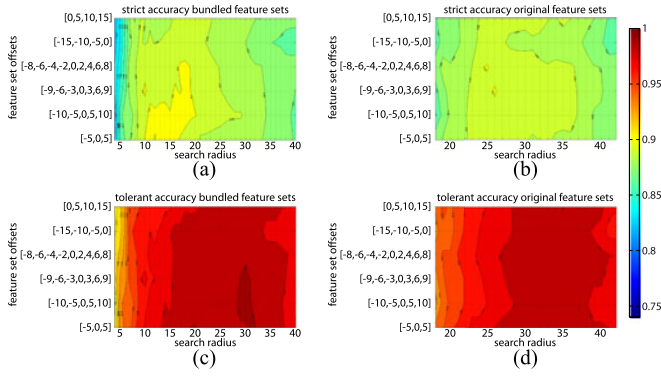 strict accuracy bundled feature sets
feature set offsets
[0,5,10,15]
[-15,-10,-5,0]
[-8,-6,-4,-2,0,2,4,6,8]
[-9,-6,-3,0,3,6,9]
[-10,-5,0,5,10]
[-5,0,5]
5 10 15 20 25 30 35 40
search radius
(a)
strict accuracy original feature sets
feature set offsets
[0,5,10,15]
[-15,-10,-5,0]
[-8,-6,-4,-2,0,2,4,6,8]
[-9,-6,-3,0,3,6,9]
[-10,-5,0,5,10]
[-5,0,5]
20 25 30 35 40
search radius
(b)
1
0.95
0.9
0.85
0.8
0.75
tolerant accuracy bundled feature sets
feature set offsets
[0,5,10,15]
[-15,-10,-5,0]
[-8,-6,-4,-2,0,2,4,6,8]
[-9,-6,-3,0,3,6,9]
[-10,-5,0,5,10]
[-5,0,5]
5 10 15 20 25 30 35 40
search radius
(c)
tolerant accuracy original feature sets
feature set offsets
[0,5,10,15]
[-15,-10,-5,0]
[-8,-6,-4,-2,0,2,4,6,8]
[-9,-6,-3,0,3,6,9]
[-10,-5,0,5,10]
[-5,0,5]
20 25 30 35 40
search radius
(d)